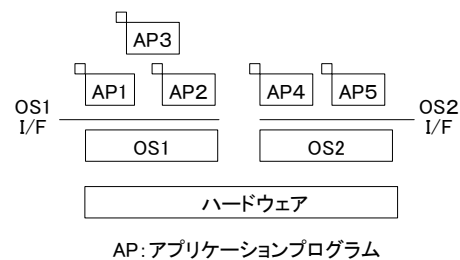 AP3
AP1 AP2 AP4 AP5
OS1
I/F
OS2
I/F
OS1 OS2
ハードウェア
AP:アプリケーションプログラム